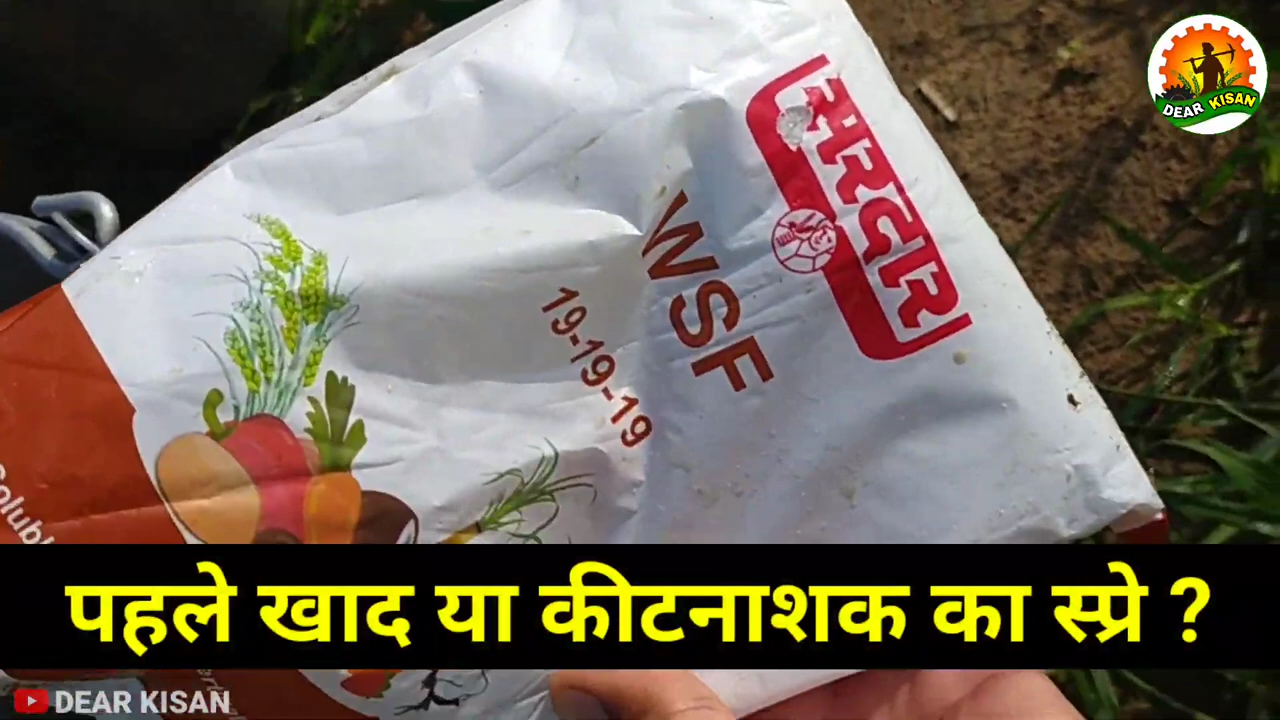 DEAR KISAN
सरदार
WSF
19-19-19
पहले खाद या कीटनाशक का स्प्रे ?
DEAR KISAN